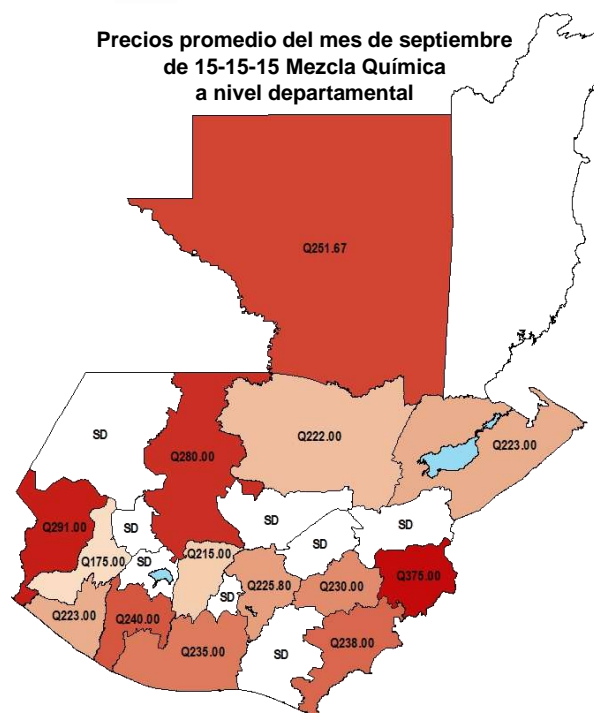 Precios promedio del mes de septiembre
de 15-15-15 Mezcla Química
a nivel departamental
Q251.67
SD
Q280.00
Q222.00
Q223.00
Q291.00
SD
SD
SD
SD
Q175.00
SD
Q215.00
Q225.80
Q230.00
Q375.00
SD
Q223.00
Q240.00
Q235.00
SD
Q238.00